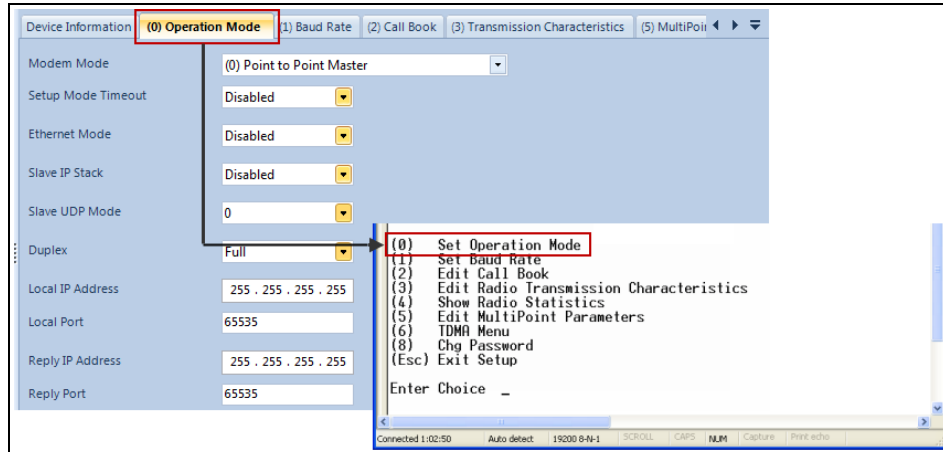 Device Information (0) Operation Mode (1) Baud Rate (2) Call Book (3) Transmission Characteristics (5) MultiPoi
Modem Mode (0) Point to Point Master
Setup Mode Timeout Disabled
Ethernet Mode Disabled
Slave IP Stack Disabled
Slave UDP Mode 0
Duplex Full
Local IP Address 255 . 255 . 255 . 255
Local Port 65535
Reply IP Address 255 . 255 . 255 . 255
Reply Port 65535
(0) Set Operation Mode
(1) Set Baud Rate
(2) Edit Call Book
(3) Edit Radio Transmission Characteristics
(4) Show Radio Statistics
(5) Edit MultiPoint Parameters
(6) TDMA Menu
(8) Chg Password
(Esc) Exit Setup
Enter Choice _
Connected 1:02:50 Auto detect 19200 8-N-1 SCROLL CAPS NUM Capture Print echo